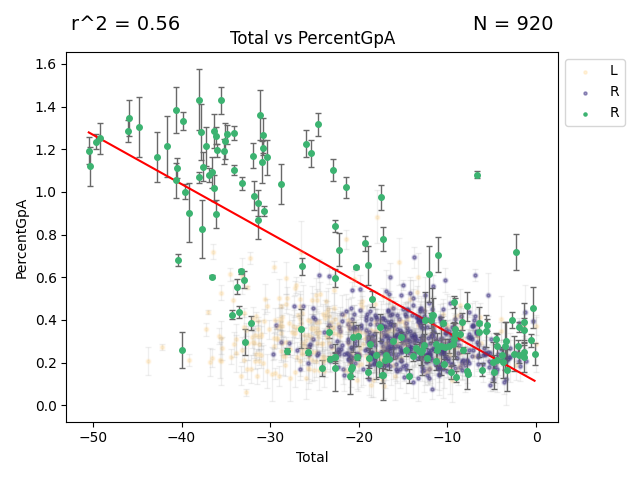 r^2 = 0.56
N = 920
Total vs PercentGpA
1.6
1.4
1.2
1.0
0.8
0.6
0.4
0.2
0.0
PercentGpA
−50
−40
−30
−20
−10
0
Total
L
R
R